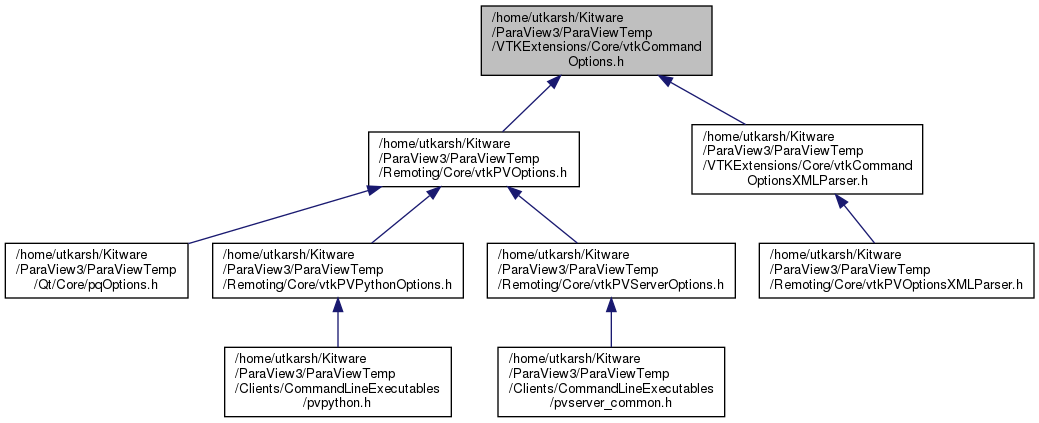 /home/utkarsh/Kitware
/ParaView3/ParaViewTemp
/VTKExtensions/Core/vtkCommand
Options.h
/home/utkarsh/Kitware
/ParaView3/ParaViewTemp
/Remoting/Core/vtkPVOptions.h
/home/utkarsh/Kitware
/ParaView3/ParaViewTemp
/VTKExtensions/Core/vtkCommand
OptionsXMLParser.h
/home/utkarsh/Kitware
/ParaView3/ParaViewTemp
/Qt/Core/pqOptions.h
/home/utkarsh/Kitware
/ParaView3/ParaViewTemp
/Remoting/Core/vtkPVPythonOptions.h
/home/utkarsh/Kitware
/ParaView3/ParaViewTemp
/Remoting/Core/vtkPVServerOptions.h
/home/utkarsh/Kitware
/ParaView3/ParaViewTemp
/Remoting/Core/vtkPVOptionsXMLParser.h
/home/utkarsh/Kitware
/ParaView3/ParaViewTemp
/Clients/CommandLineExecutables
/pvpython.h
/home/utkarsh/Kitware
/ParaView3/ParaViewTemp
/Clients/CommandLineExecutables
/pvserver_common.h